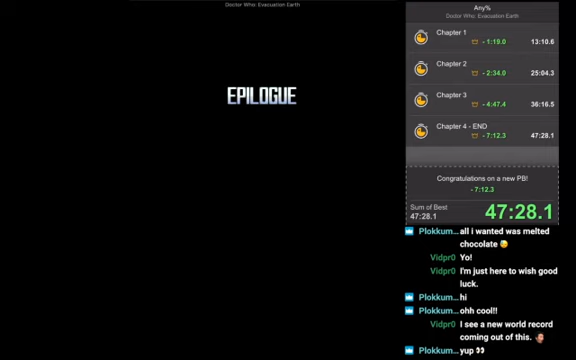 Doctor Who: Evacuation Earth
EPILOGUE
Any%
Doctor Who: Evacuation Earth
Chapter 1
- 1:19.0 13:10.6
Chapter 2
- 2:34.0 25:04.3
Chapter 3
- 4:47.4 36:16.5
Chapter 4 - END
- 7:12.3 47:28.1
Congratulations on a new PB!
- 7:12.3
Sum of Best
47:28.1
47:28.1
Plokkum... all i wanted was melted
chocolate
Vidpr0 Yo!
Vidpr0 I'm just here to wish good
luck.
Plokkum... hi
Plokkum... ohh cool!!
Vidpr0 I see a new world record
coming out of this.
Plokkum... yup